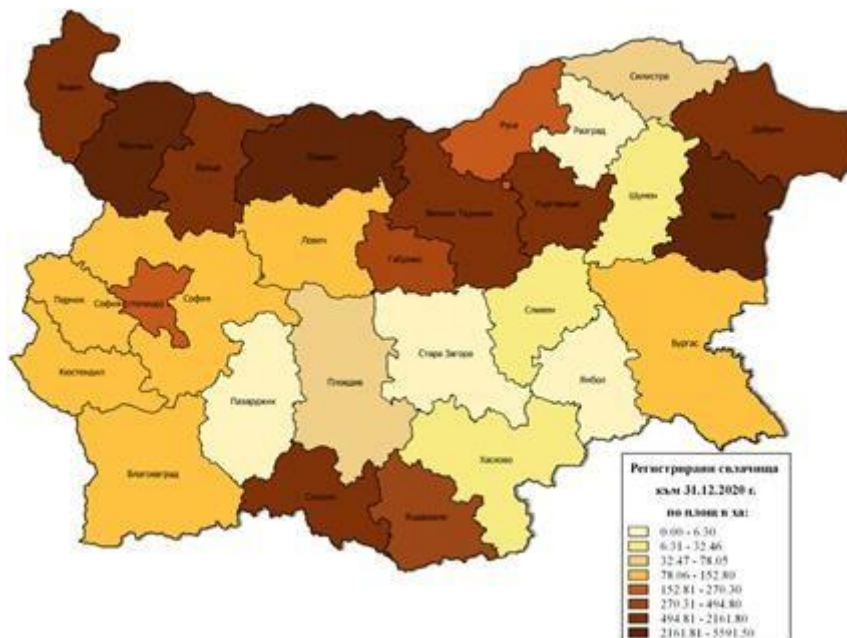 Силистра
Видин
Русе
Разград
Добрич
Монтана
Враца
Плевен
Шумен
Велико Търново
Търговище
Варна
Ловеч
Габрово
Перник
София (столица)
София
Сливен
Бургас
Кюстендил
Стара Загора
Ямбол
Пловдив
Пазарджик
Хасково
Благоевград
Смолян
Кърджали
Регистрирани свлачища
към 31.12.2020 г.
по площ в ха:
0.00 - 6.30
6.31 - 32.46
32.47 - 78.05
78.06 - 152.80
152.81 - 270.30
270.31 - 494.80
494.81 - 2161.80
2161.81 - 5591.50